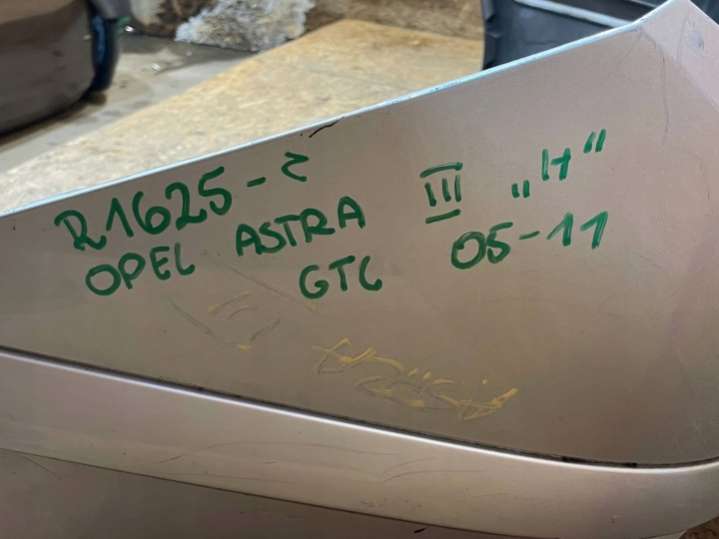 R1625-2
OPEL ASTRA III „H"
GTC 05-11